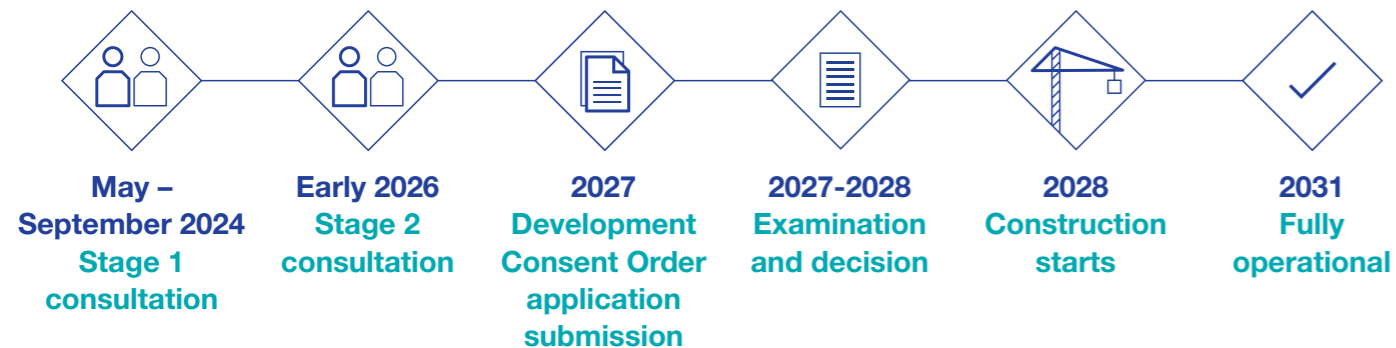 May –
September 2024
Stage 1
consultation
Early 2026
Stage 2
consultation
2027
Development
Consent Order
application
submission
2027-2028
Examination
and decision
2028
Construction
starts
2031
Fully
operational